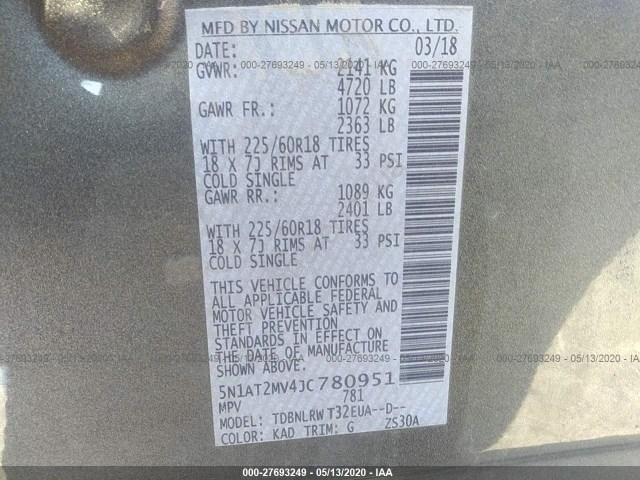 MFD BY NISSAN MOTOR CO., LTD.
DATE: 03/18
GVWR: 2141 KG
4720 LB
GAWR FR.: 1072 KG
2363 LB
WITH 225/60R18 TIRES
18 X 7J RIMS AT 33 PSI
COLD SINGLE
GAWR RR.: 1089 KG
2401 LB
WITH 225/60R18 TIRES
18 X 7J RIMS AT 33 PSI
COLD SINGLE
THIS VEHICLE CONFORMS TO
ALL APPLICABLE FEDERAL
MOTOR VEHICLE SAFETY AND
THEFT PREVENTION
STANDARDS IN EFFECT ON
THE DATE OF MANUFACTURE
5N1AT2MV4JC780951
MPV 781
MODEL: TDBNLRW T32EUA--D--
COLOR: KAD TRIM: G ZS30A
000-27693249 - 05/13/2020 - IAA